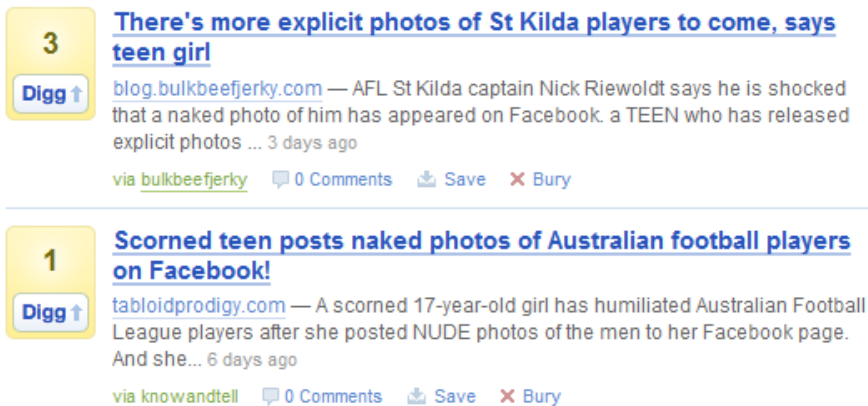 3
Digg
There's more explicit photos of St Kilda players to come, says
teen girl
blog.bulkbeefjerky.com — AFL St Kilda captain Nick Riewoldt says he is shocked
that a naked photo of him has appeared on Facebook. a TEEN who has released
explicit photos ... 3 days ago
via bulkbeefjerky 0 Comments Save Bury
1
Digg
Scorned teen posts naked photos of Australian football players
on Facebook!
tabloidprodigy.com — A scorned 17-year-old girl has humiliated Australian Football
League players after she posted NUDE photos of the men to her Facebook page.
And she... 6 days ago
via knowandtell 0 Comments Save Bury